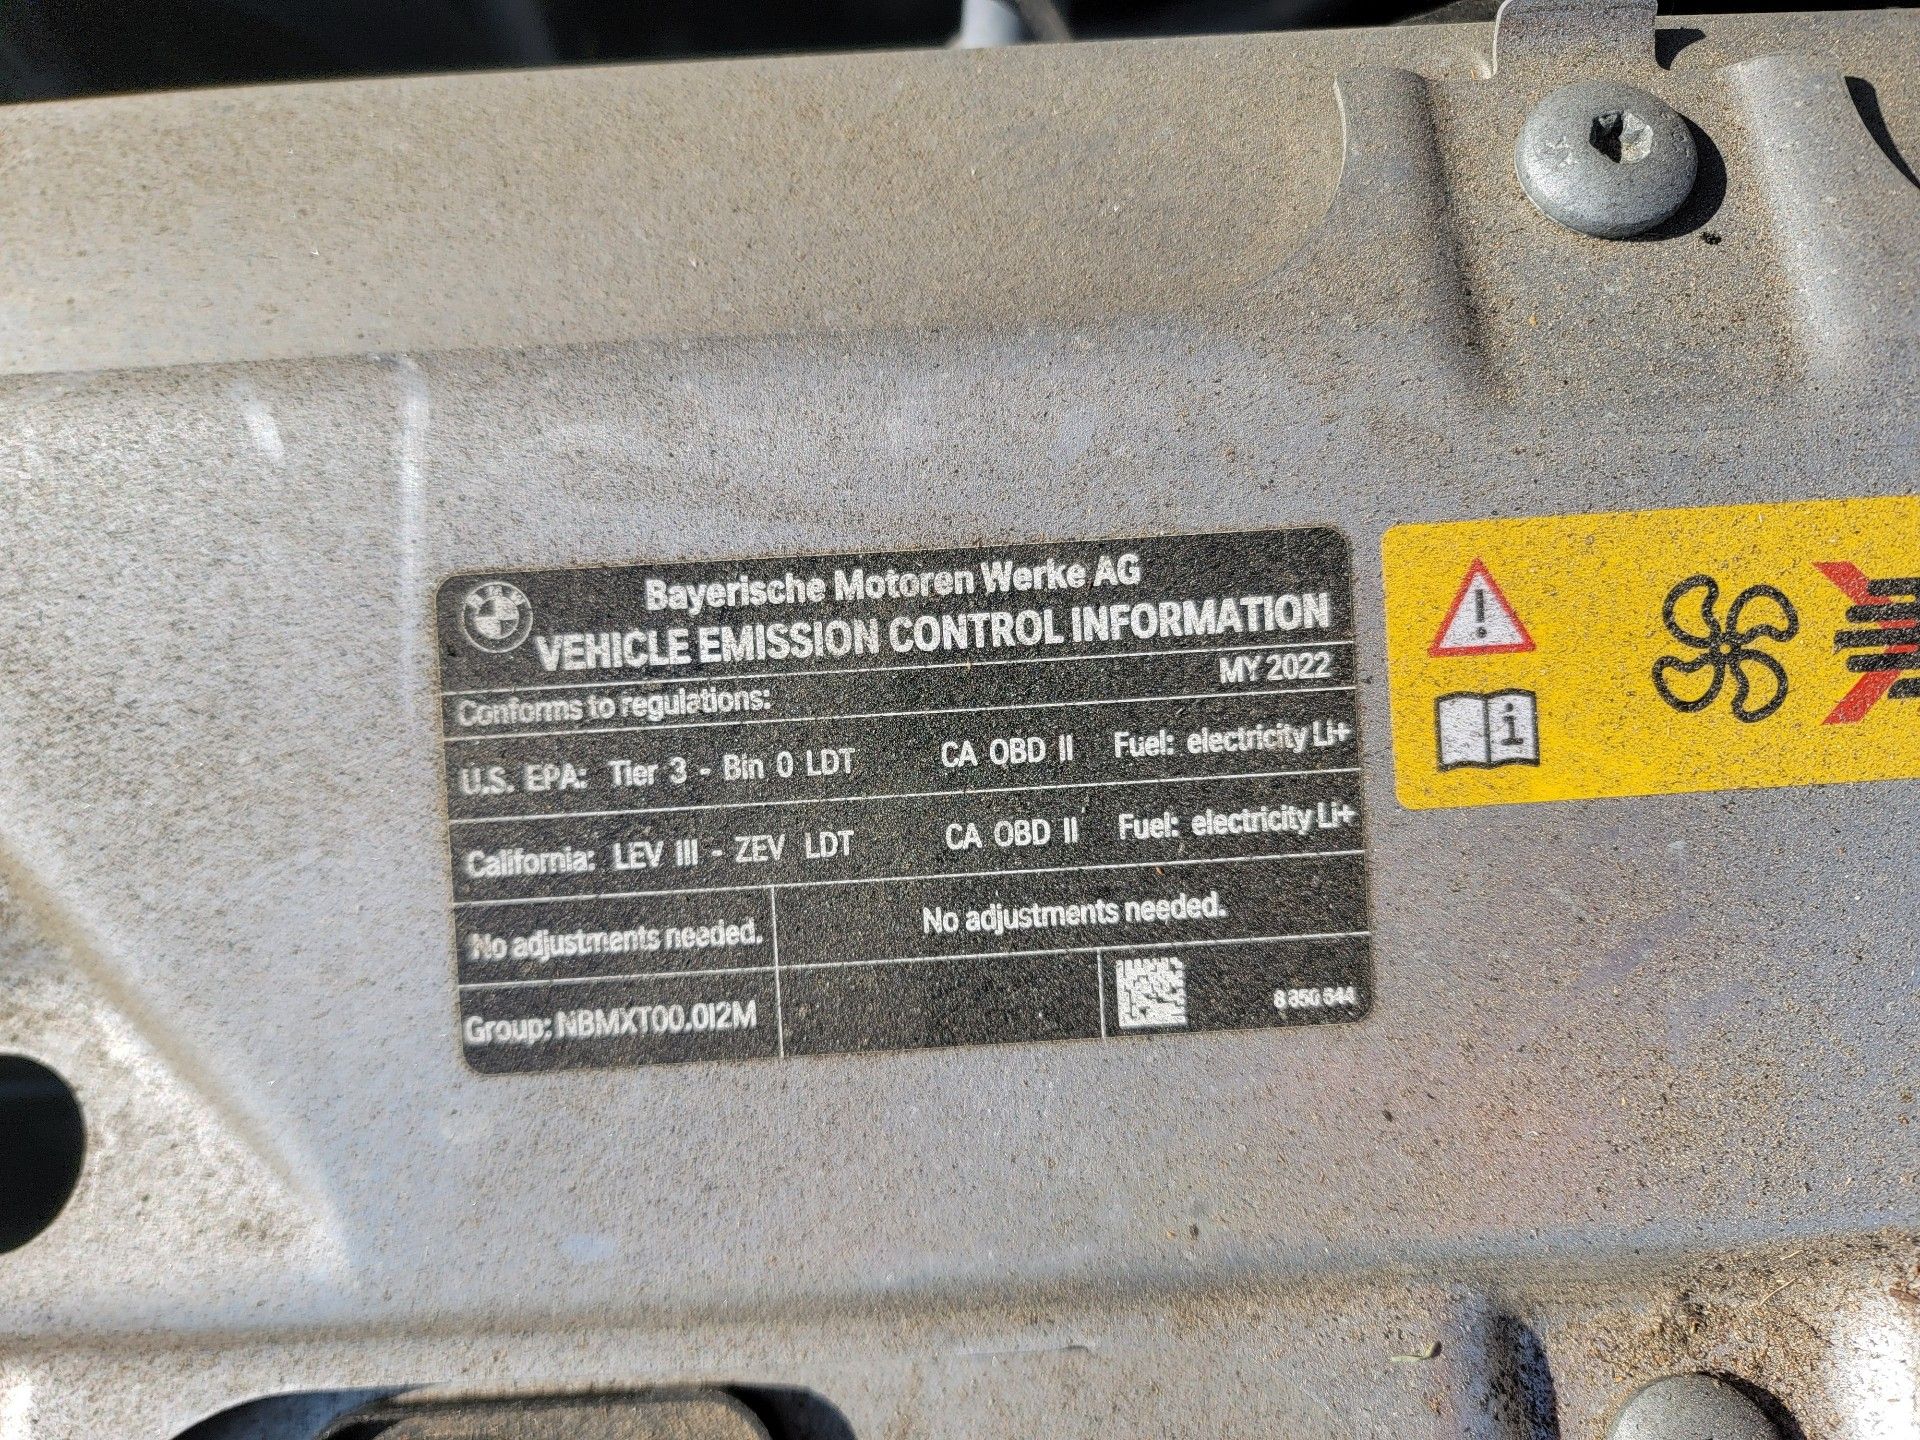 BMW
Bayerische Motoren Werke AG
VEHICLE EMISSION CONTROL INFORMATION
MY 2022
Conforms to regulations:
U.S. EPA: Tier 3 - Bin 0 LDT CA OBD II Fuel: electricity Li+
California: LEV III - ZEV LDT CA OBD II Fuel: electricity Li+
No adjustments needed. No adjustments needed.
Group: NBMXT00.0I2M